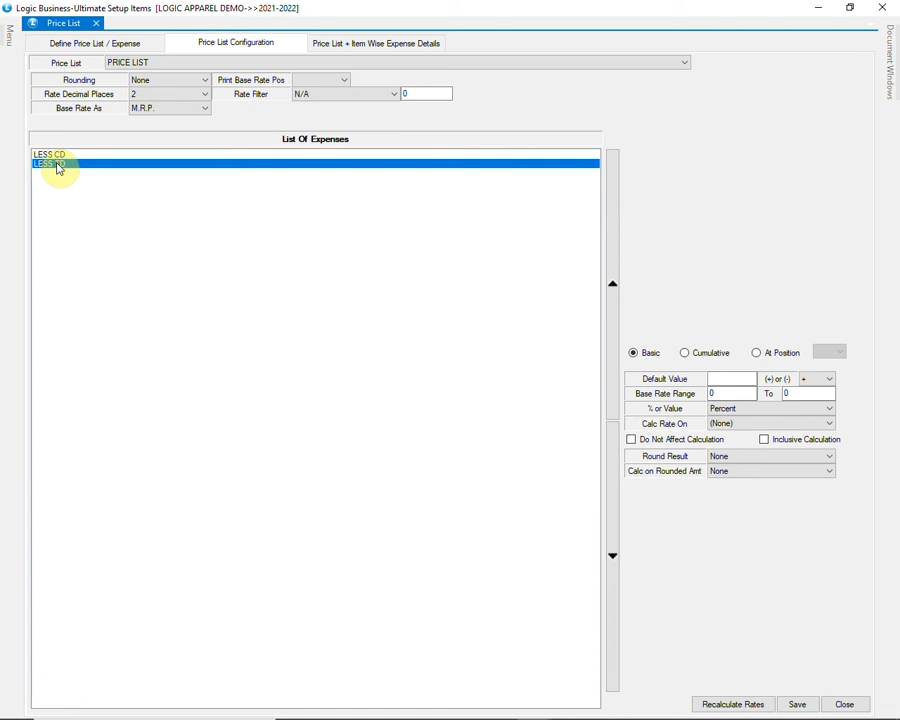 Logic Business-Ultimate Setup Items [LOGIC APPAREL DEMO->>2021-2022]
Menu
Price List
Document Windows
Define Price List / Expense
Price List Configuration
Price List + Item Wise Expense Details
Price List PRICE LIST
Rounding None Print Base Rate Pos
Rate Decimal Places 2 Rate Filter N/A 0
Base Rate As M.R.P.
List Of Expenses
LESS CD
LESS
Basic Cumulative At Position
Default Value (+) or (-) +
Base Rate Range 0 To 0
% or Value Percent
Calc Rate On (None)
Do Not Affect Calculation Inclusive Calculation
Round Result None
Calc on Rounded Amt None
Recalculate Rates Save Close